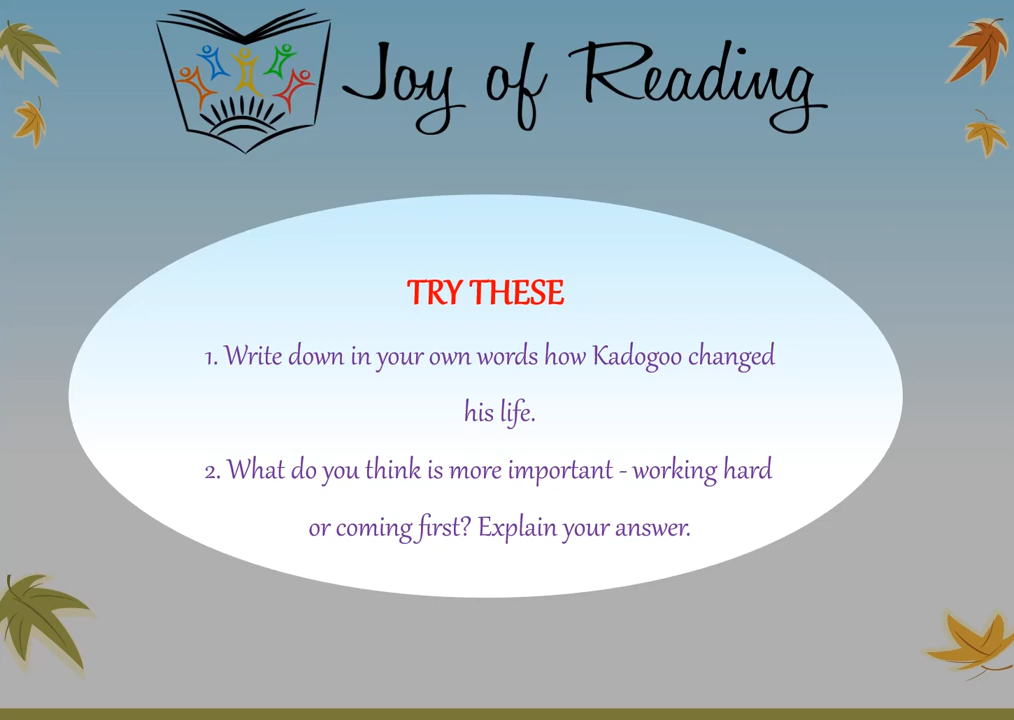 Joy of Reading
TRY THESE
1. Write down in your own words how Kadogoo changed
his life.
2. What do you think is more important - working hard
or coming first? Explain your answer.